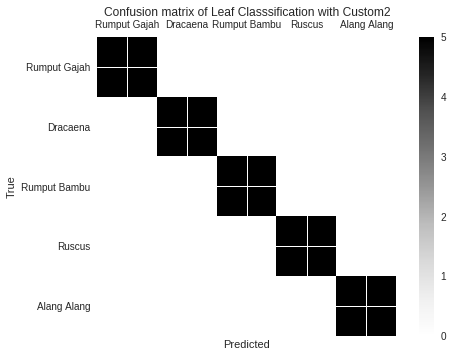 Confusion matrix of Leaf Classsification with Custom2
Rumput Gajah Dracaena Rumput Bambu Ruscus Alang Alang
5
Rumput Gajah
4
Dracaena
3
True
Rumput Bambu
2
Ruscus
1
Alang Alang
0
Predicted